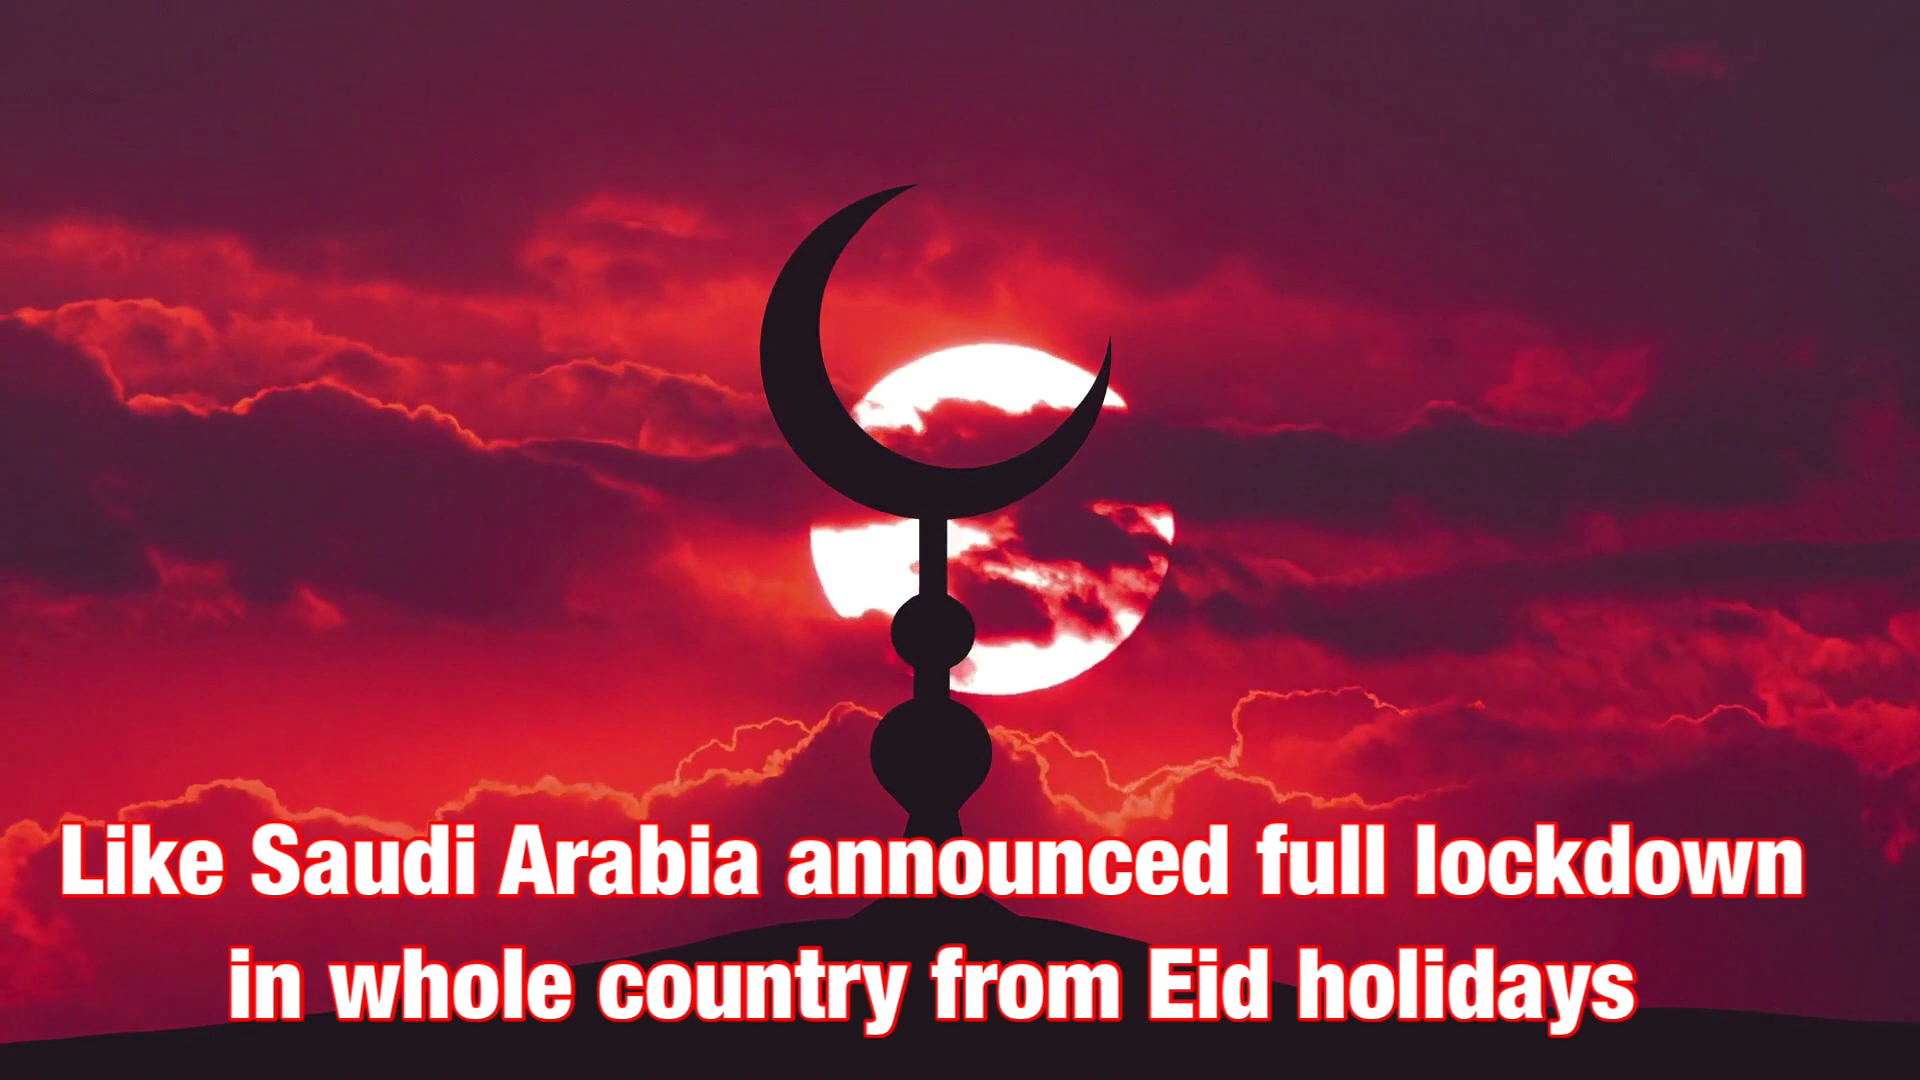 Like Saudi Arabia announced full lockdown
in whole country from Eid holidays